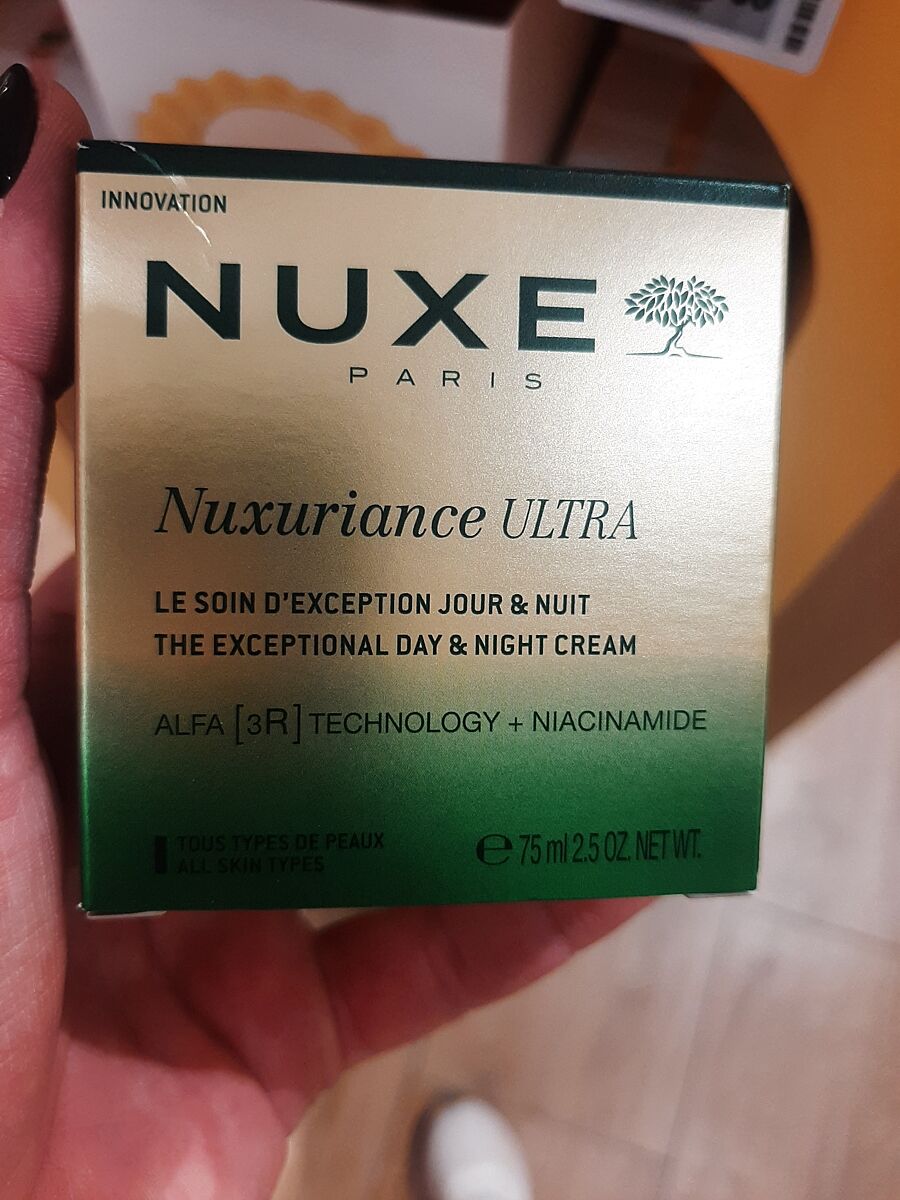 INNOVATION
NUXE
PARIS
Nuxuriance ULTRA
LE SOIN D'EXCEPTION JOUR & NUIT
THE EXCEPTIONAL DAY & NIGHT CREAM
ALFA [3R] TECHNOLOGY + NIACINAMIDE
TOUS TYPES DE PEAUX
ALL SKIN TYPES
℮ 75 ml 2.5 OZ. NET WT.